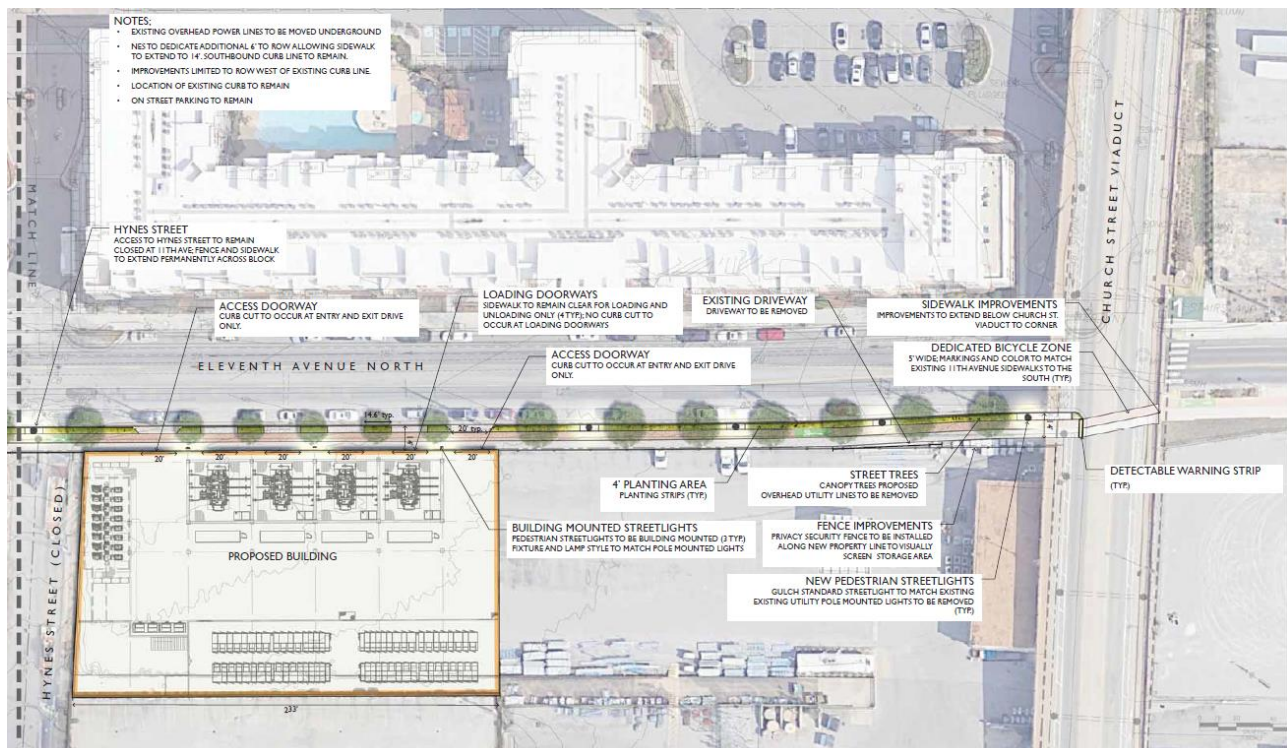 NOTES:
• EXISTING OVERHEAD POWER LINES TO BE MOVED UNDERGROUND
• NES TO DEDICATE ADDITIONAL 6' TO ROW ALLOWING SIDEWALK
TO EXTEND TO 14'. SOUTHBOUND CURB LINE TO REMAIN.
• IMPROVEMENTS LIMITED TO ROW WEST OF EXISTING CURB LINE.
• LOCATION OF EXISTING CURB TO REMAIN
• ON STREET PARKING TO REMAIN
MATCH LINE
HYNES STREET
ACCESS TO HYNES STREET TO REMAIN
CLOSED AT 11TH AVE; FENCE AND SIDEWALK
TO EXTEND PERMANENTLY ACROSS BLOCK
ACCESS DOORWAY
CURB CUT TO OCCUR AT ENTRY AND EXIT DRIVE
ONLY.
LOADING DOORWAYS
SIDEWALK TO REMAIN CLEAR FOR LOADING AND
UNLOADING ONLY (4 TYP.); NO CURB CUT TO
OCCUR AT LOADING DOORWAYS
EXISTING DRIVEWAY
DRIVEWAY TO BE REMOVED
SIDEWALK IMPROVEMENTS
IMPROVEMENTS TO EXTEND BELOW CHURCH ST.
VIADUCT TO CORNER
CHURCH STREET VIADUCT
1
ELEVENTH AVENUE NORTH
ACCESS DOORWAY
CURB CUT TO OCCUR AT ENTRY AND EXIT DRIVE
ONLY.
DEDICATED BICYCLE ZONE
5' WIDE; MARKINGS AND COLOR TO MATCH
EXISTING 11TH AVENUE SIDEWALKS TO THE
SOUTH (TYP.)
14.6' typ.
20' typ.
14'
20'
20'
20'
20'
20'
20'
4' PLANTING AREA
PLANTING STRIPS (TYP.)
STREET TREES
CANOPY TREES PROPOSED
OVERHEAD UTILITY LINES TO BE REMOVED
DETECTABLE WARNING STRIP
(TYP.)
BUILDING MOUNTED STREETLIGHTS
PEDESTRIAN STREETLIGHTS TO BE BUILDING MOUNTED (3 TYP.)
FIXTURE AND LAMP STYLE TO MATCH POLE MOUNTED LIGHTS
FENCE IMPROVEMENTS
PRIVACY SECURITY FENCE TO BE INSTALLED
ALONG NEW PROPERTY LINE TO VISUALLY
SCREEN STORAGE AREA
NEW PEDESTRIAN STREETLIGHTS
GULCH STANDARD STREETLIGHT TO MATCH EXISTING
EXISTING UTILITY POLE MOUNTED LIGHTS TO BE REMOVED
(TYP.)
PROPOSED BUILDING
HYNES STREET (CLOSED)
233'